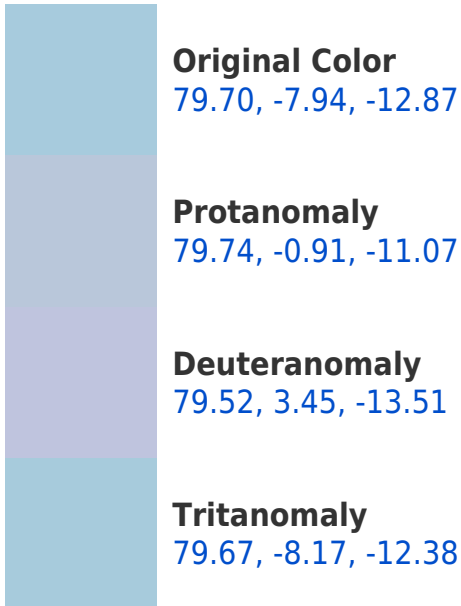 Original Color
79.70, -7.94, -12.87
Protanomaly
79.74, -0.91, -11.07
Deuteranomaly
79.52, 3.45, -13.51
Tritanomaly
79.67, -8.17, -12.38